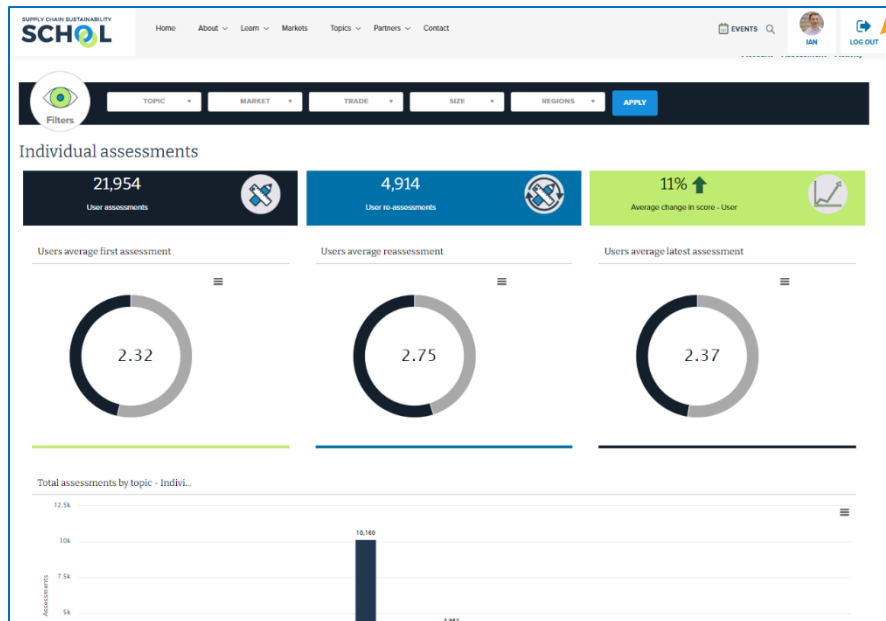 SUPPLY CHAIN SUSTAINABILITY
SCHOOL
Home About Learn Markets Topics Partners Contact
EVENTS
IAN
LOG OUT
Filters
TOPIC MARKET TRADE SIZE REGIONS APPLY
Individual assessments
21,954
User assessments
4,914
User re-assessments
11%
Average change in score - User
Users average first assessment
Users average reassessment
Users average latest assessment
2.32
2.75
2.37
Total assessments by topic - Indivi...
12.5k
10k
7.5k
5k
Assessments
10,160